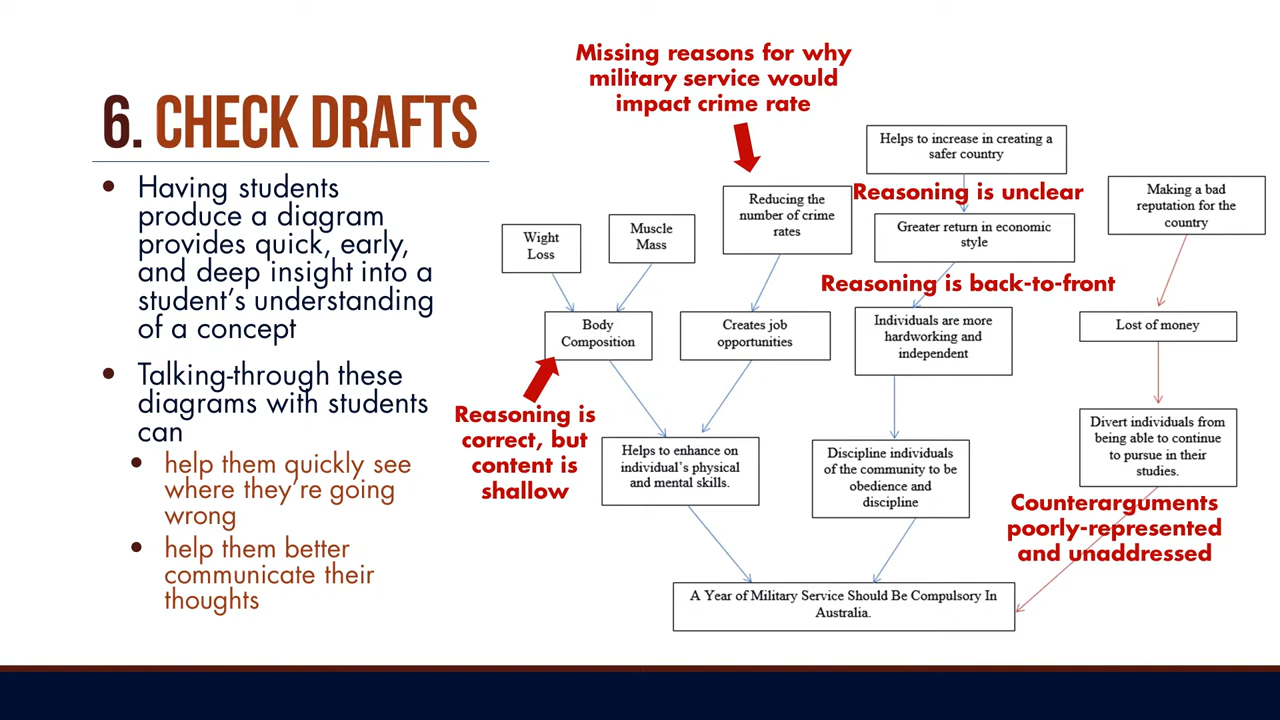 6. CHECK DRAFTS
• Having students
produce a diagram
provides quick, early,
and deep insight into a
student's understanding
of a concept
• Talking-through these
diagrams with students
can
• help them quickly see
where they're going
wrong
• help them better
communicate their
thoughts
Missing reasons for why
military service would
impact crime rate
Helps to increase in creating a
safer country
Reasoning is unclear
Making a bad
reputation for the
country
Reducing the
number of crime
rates
Muscle
Mass
Wight
Loss
Greater return in economic
style
Reasoning is back-to-front
Body
Composition
Creates job
opportunities
Individuals are more
hardworking and
independent
Lost of money
Reasoning is
correct, but
content is
shallow
Helps to enhance on
individual's physical
and mental skills.
Discipline individuals
of the community to be
obedience and
discipline
Divert individuals from
being able to continue
to pursue in their
studies.
Counterarguments
poorly-represented
and unaddressed
A Year of Military Service Should Be Compulsory In
Australia.